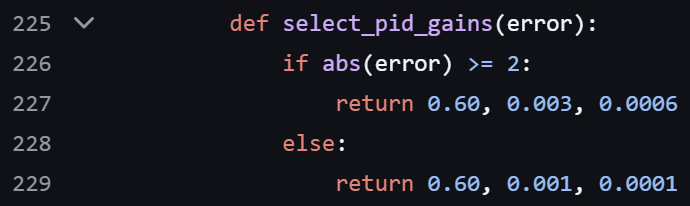 225 def select_pid_gains(error):
226 if abs(error) >= 2:
227 return 0.60, 0.003, 0.0006
228 else:
229 return 0.60, 0.001, 0.0001